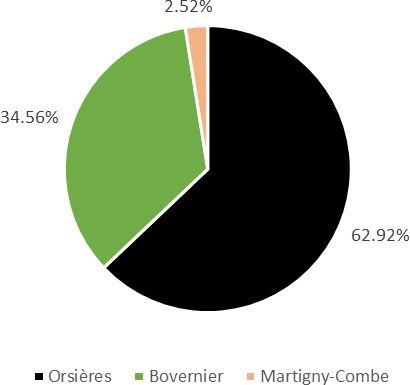 2.52%
34.56%
62.92%
Orsières Bovernier Martigny-Combe